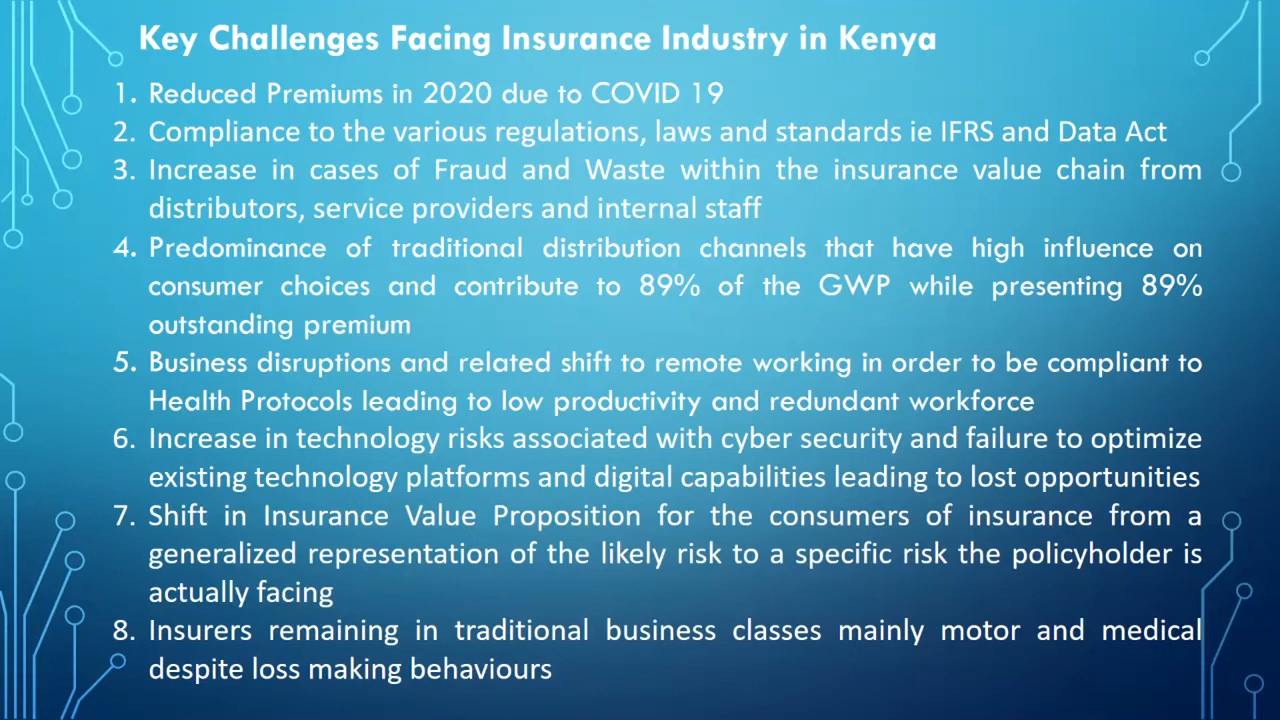 Key Challenges Facing Insurance Industry in Kenya
1. Reduced Premiums in 2020 due to COVID 19
2. Compliance to the various regulations, laws and standards ie IFRS and Data Act
3. Increase in cases of Fraud and Waste within the insurance value chain from
distributors, service providers and internal staff
4. Predominance of traditional distribution channels that have high influence on
consumer choices and contribute to 89% of the GWP while presenting 89%
outstanding premium
5. Business disruptions and related shift to remote working in order to be compliant to
Health Protocols leading to low productivity and redundant workforce
6. Increase in technology risks associated with cyber security and failure to optimize
existing technology platforms and digital capabilities leading to lost opportunities
7. Shift in Insurance Value Proposition for the consumers of insurance from a
generalized representation of the likely risk to a specific risk the policyholder is
actually facing
8. Insurers remaining in traditional business classes mainly motor and medical
despite loss making behaviours